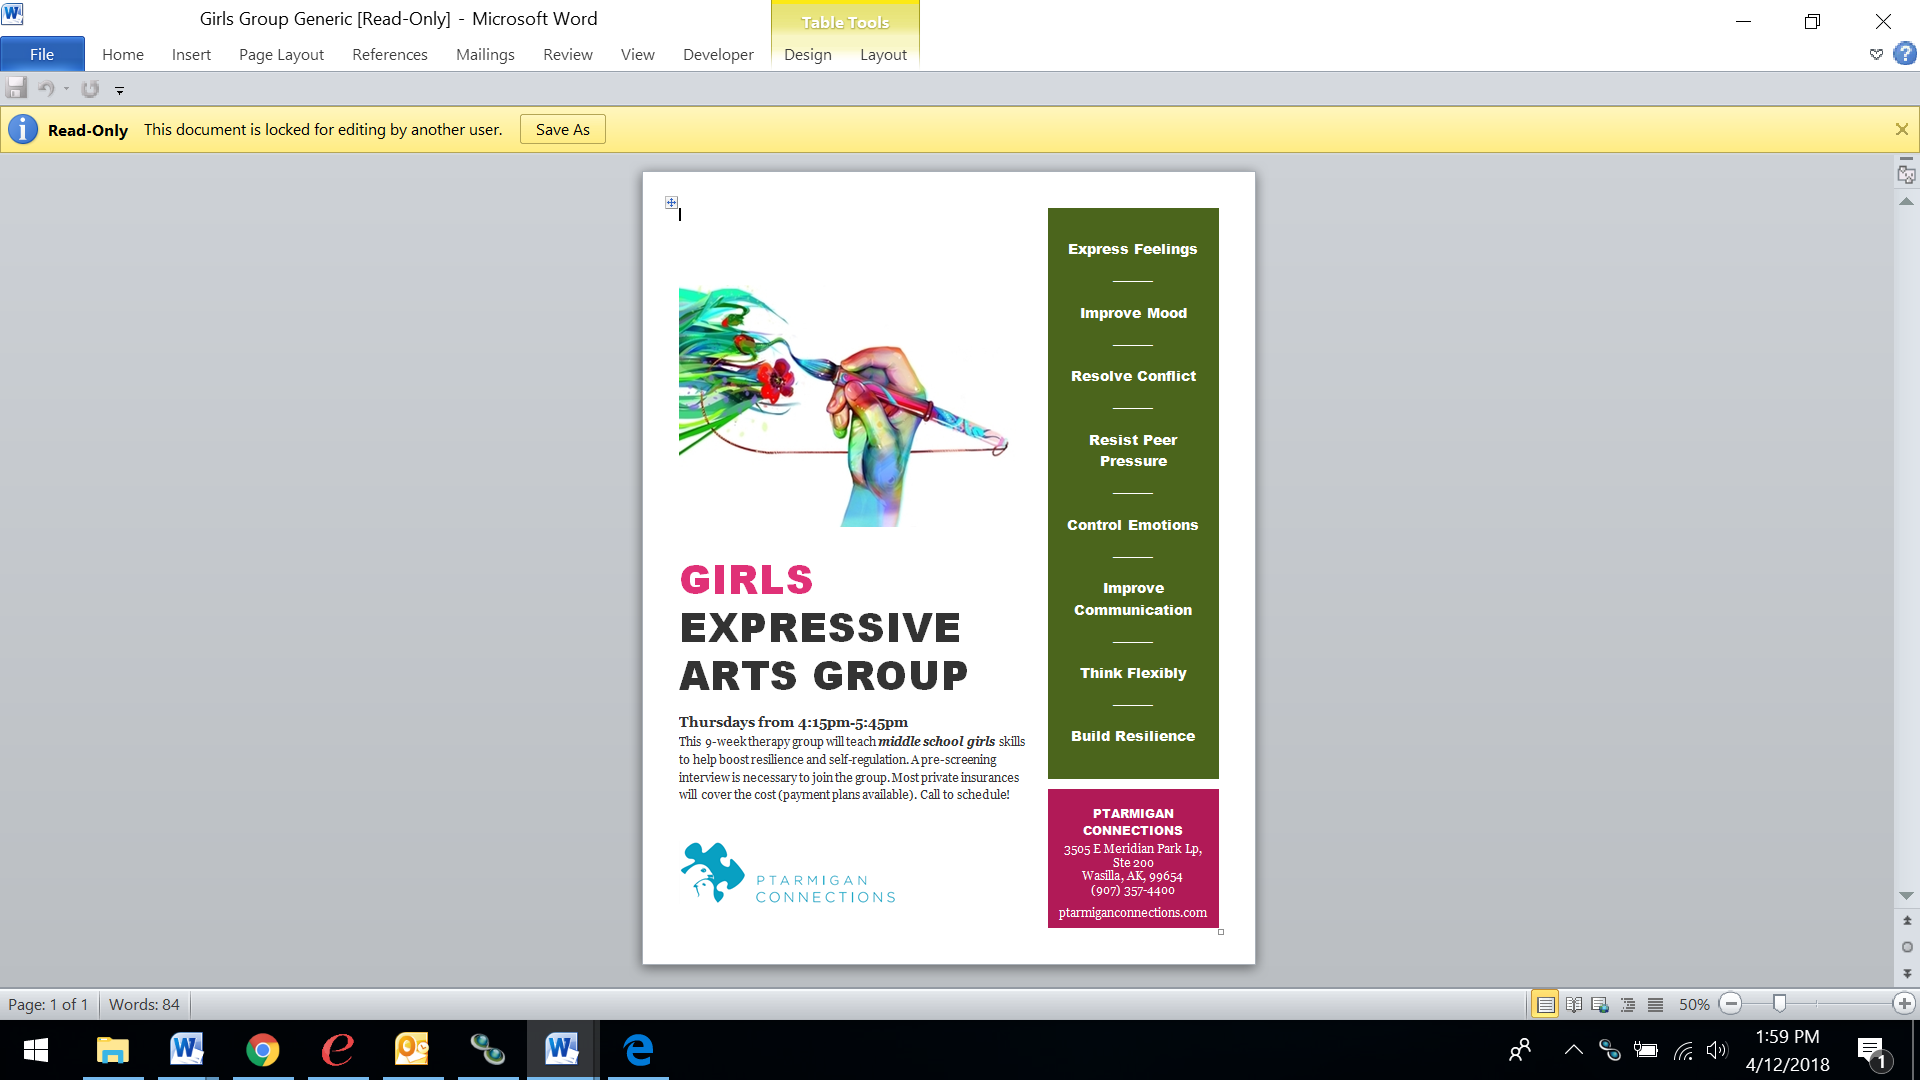 Girls Group Generic [Read-Only] - Microsoft Word
Table Tools
File Home Insert Page Layout References Mailings Review View Developer Design Layout
Read-Only This document is locked for editing by another user. Save As
GIRLS
EXPRESSIVE
ARTS GROUP
Thursdays from 4:15pm-5:45pm
This 9-week therapy group will teach middle school girls skills
to help boost resilience and self-regulation. A pre-screening
interview is necessary to join the group. Most private insurances
will cover the cost (payment plans available). Call to schedule!
PTARMIGAN
CONNECTIONS
Express Feelings
Improve Mood
Resolve Conflict
Resist Peer
Pressure
Control Emotions
Improve
Communication
Think Flexibly
Build Resilience
PTARMIGAN
CONNECTIONS
3505 E Meridian Park Lp,
Ste 200
Wasilla, AK, 99654
(907) 357-4400
ptarmiganconnections.com
Page: 1 of 1 Words: 84 50%
1:59 PM
4/12/2018
1